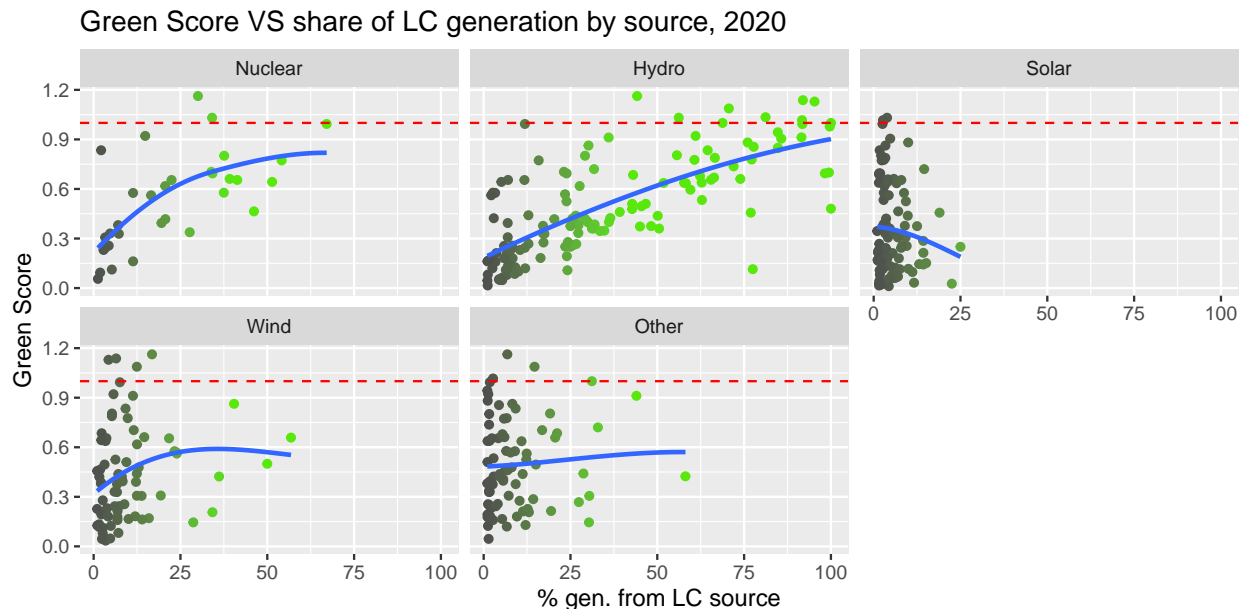 Green Score VS share of LC generation by source, 2020
Nuclear Hydro Solar
1.2
0.9
0.6
0.3
0.0
0 25 50 75 100
Wind Other
1.2
0.9
0.6
0.3
0.0
0 25 50 75 100 0 25 50 75 100
Green Score
% gen. from LC source